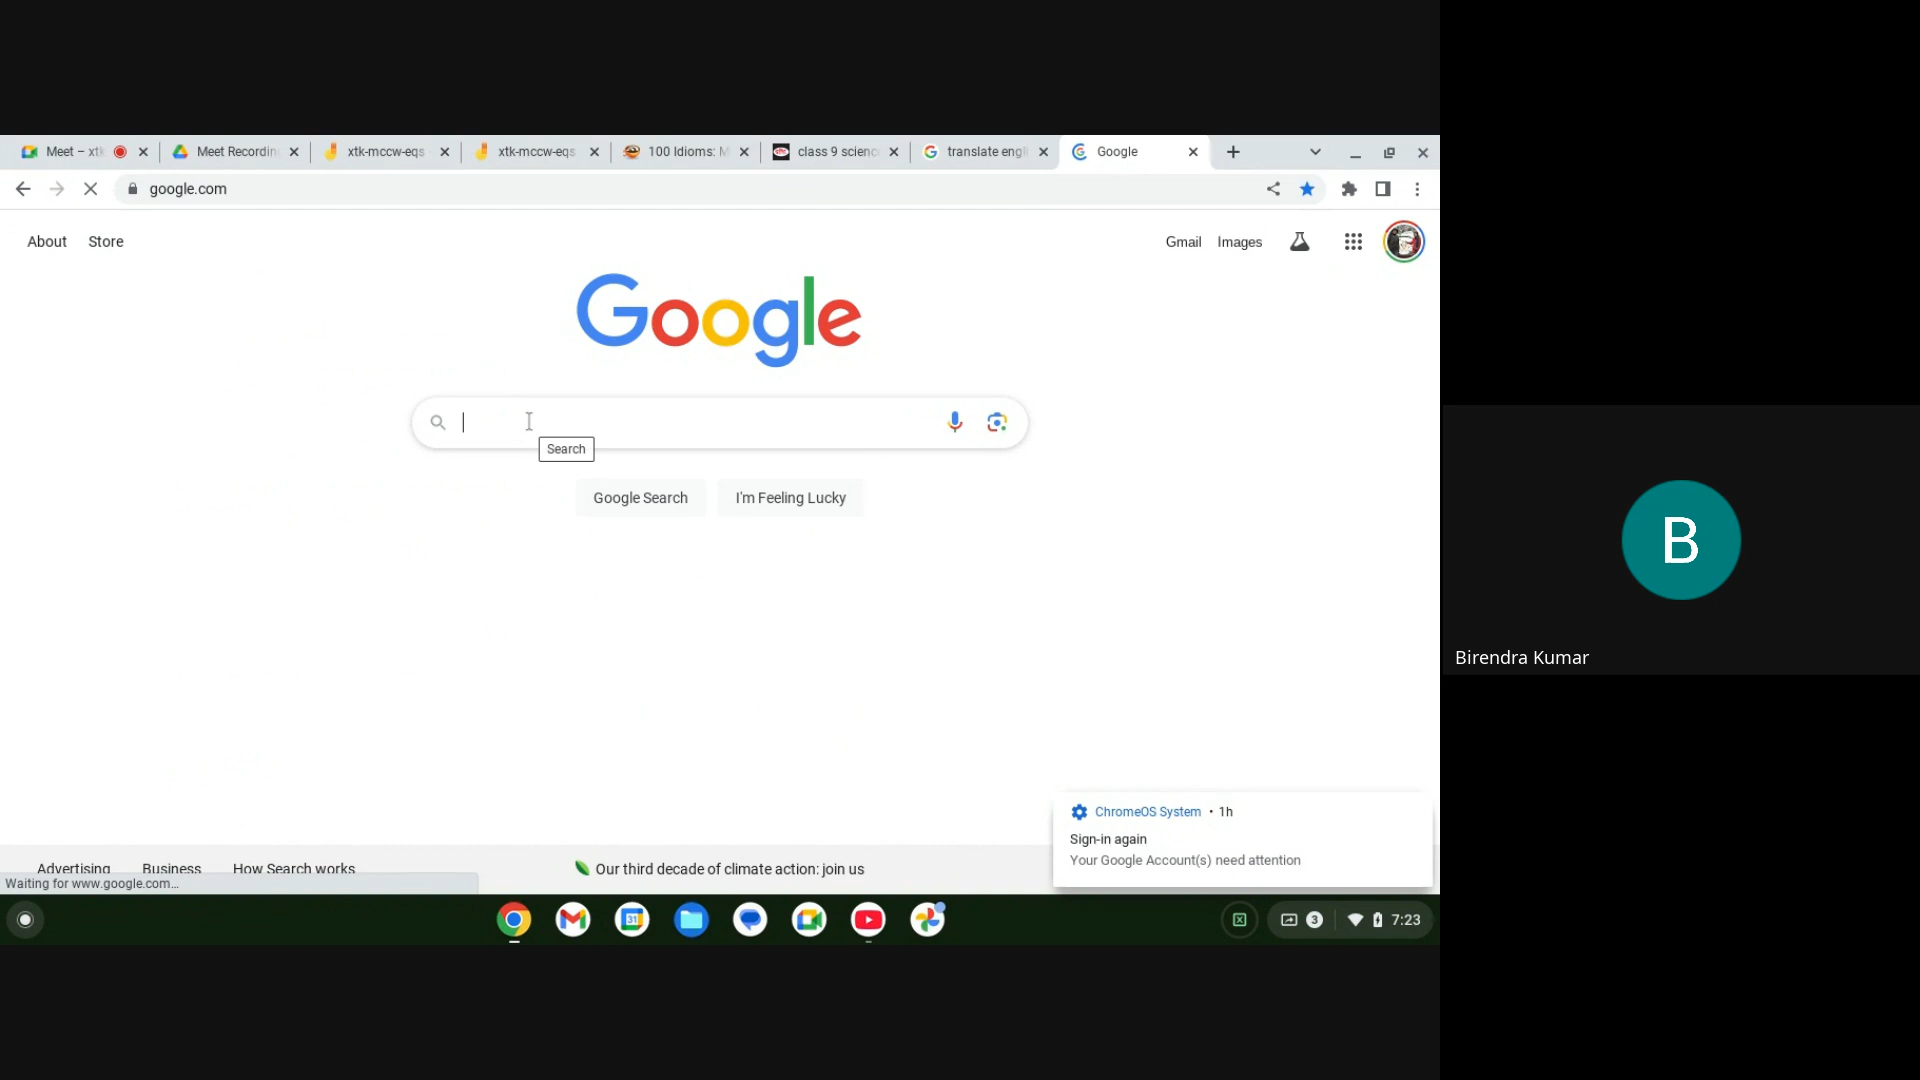 Meet – xtk
Meet Recordin
xtk-mccw-eqs
xtk-mccw-eqs
100 Idioms: M
class 9 scienc
translate engl
Google
google.com
About
Store
Gmail
Images
Google
Search
Google Search
I'm Feeling Lucky
B
Birendra Kumar
ChromeOS System • 1h
Sign-in again
Your Google Account(s) need attention
Advertising
Business
How Search works
Our third decade of climate action: join us
Waiting for www.google.com...
31
3
7:23